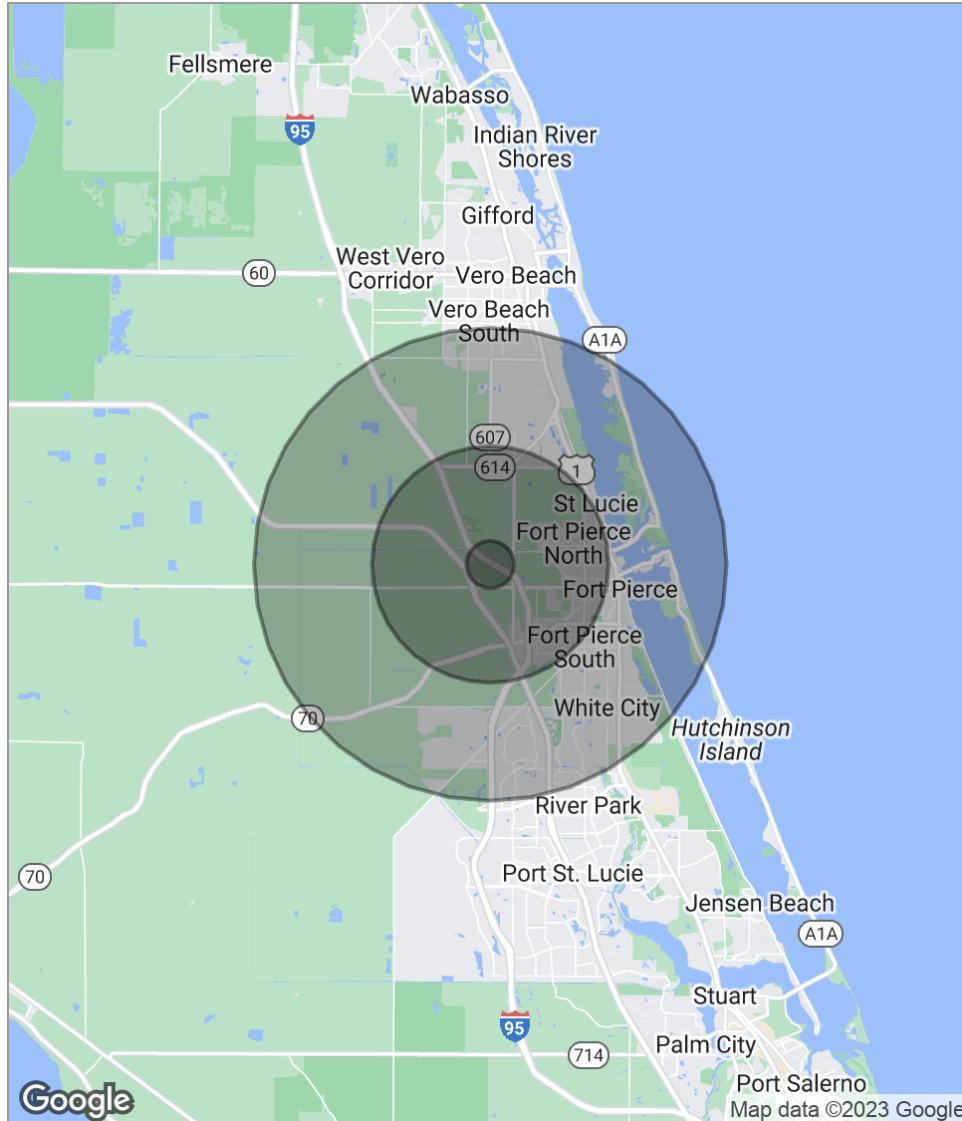 Fellsmere
Wabasso
95
Indian River
Shores
Gifford
West Vero
Corridor
60
Vero Beach
Vero Beach
South
A1A
607
614
1
St Lucie
Fort Pierce
North
Fort Pierce
Fort Pierce
South
70
White City
Hutchinson
Island
River Park
70
Port St. Lucie
Jensen Beach
A1A
Stuart
95
714
Palm City
Port Salerno
Google
Map data ©2023 Google